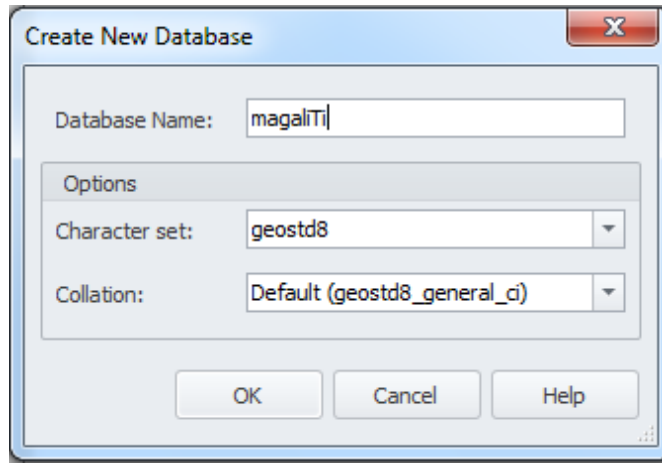 Create New Database
Database Name: magaliTi
Options
Character set: geostd8
Collation: Default (geostd8_general_ci)
OK Cancel Help